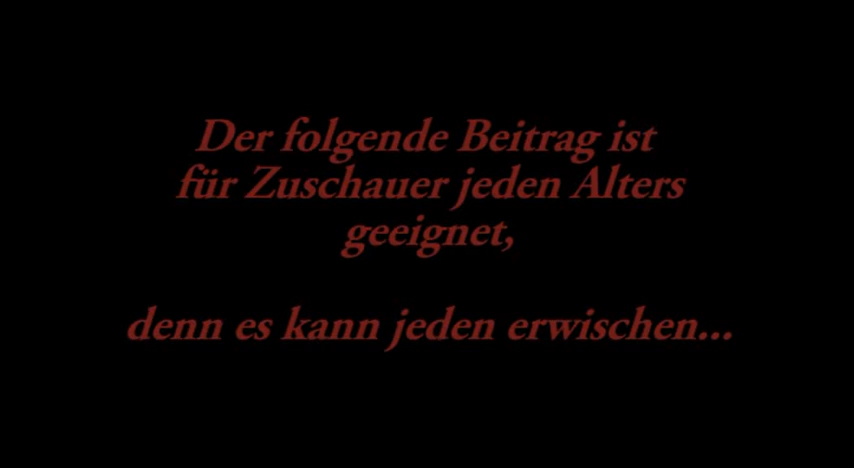 Der folgende Beitrag ist
für Zuschauer jeden Alters
geeignet,
denn es kann jeden erwischen...